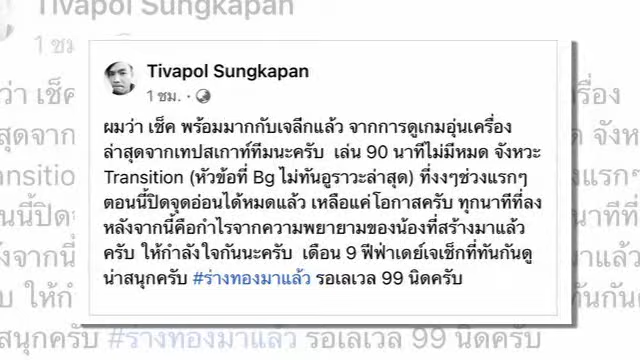 Tivapol Sungkapan
1 ชม.
ผมว่า เช็ค พร้อมมากกับเจลีกแล้ว จากการดูเกมอุ่นเครื่อง
ล่าสุดจากเทปสเกาท์ทีมนะครับ เล่น 90 นาทีไม่มีหมด จังหวะ
Transition (หัวข้อที่ Bg ไม่ทันอูราวะล่าสุด) ที่งงๆช่วงแรกๆ
ตอนนี้ปิดจุดอ่อนได้หมดแล้ว เหลือแค่โอกาสครับ ทุกนาทีที่ลง
หลังจากนี้คือกำไรจากความพยายามของน้องที่สร้างมาแล้ว
ครับ ให้กำลังใจกันนะครับ เดือน 9 ฟีฟ่าเดย์เจเช็กที่ทันกันดู
น่าสนุกครับ #ร่างทองมาแล้ว รอเลเวล 99 นิดครับ